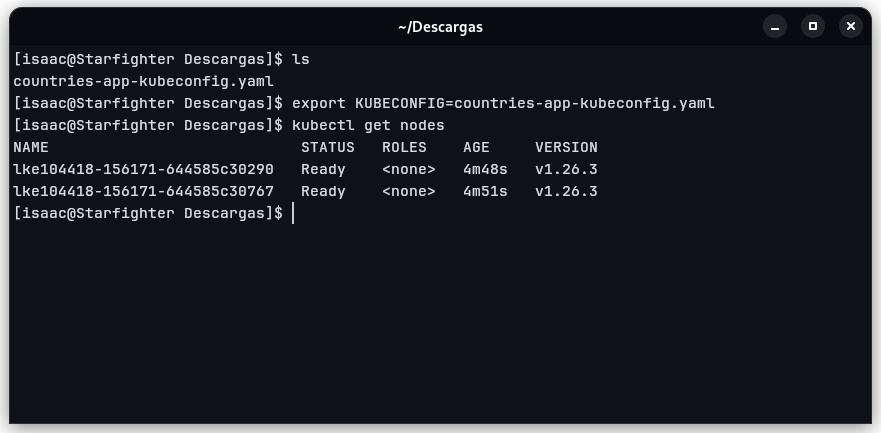 ~/Descargas
[isaac@Starfighter Descargas]$ ls
countries-app-kubeconfig.yaml
[isaac@Starfighter Descargas]$ export KUBECONFIG=countries-app-kubeconfig.yaml
[isaac@Starfighter Descargas]$ kubectl get nodes
NAME                            STATUS   ROLES    AGE     VERSION
lke104418-156171-644585c30290   Ready    <none>   4m48s   v1.26.3
lke104418-156171-644585c30767   Ready    <none>   4m51s   v1.26.3
[isaac@Starfighter Descargas]$